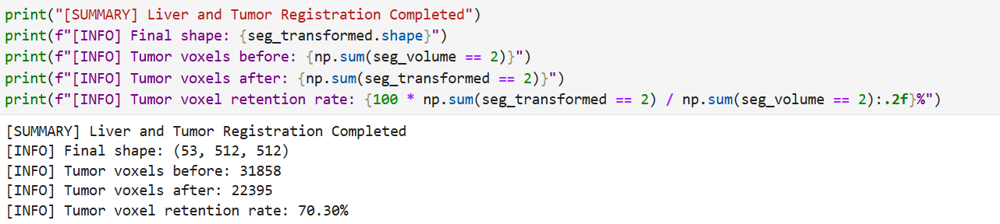 print("[SUMMARY] Liver and Tumor Registration Completed")
print(f"[INFO] Final shape: {seg_transformed.shape}")
print(f"[INFO] Tumor voxels before: {np.sum(seg_volume == 2)}")
print(f"[INFO] Tumor voxels after: {np.sum(seg_transformed == 2)}")
print(f"[INFO] Tumor voxel retention rate: {100 * np.sum(seg_transformed == 2) / np.sum(seg_volume == 2):.2f}%")
[SUMMARY] Liver and Tumor Registration Completed
[INFO] Final shape: (53, 512, 512)
[INFO] Tumor voxels before: 31858
[INFO] Tumor voxels after: 22395
[INFO] Tumor voxel retention rate: 70.30%